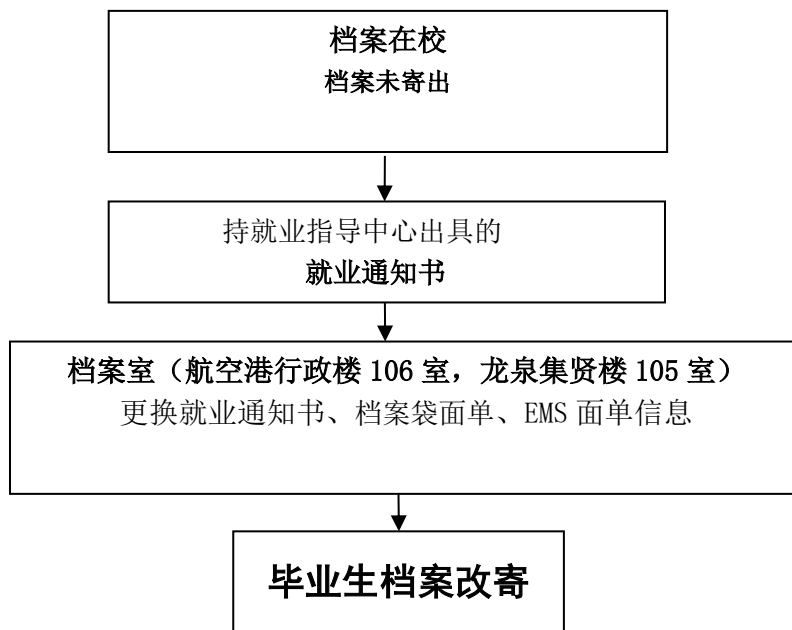 档案在校
档案未寄出
持就业指导中心出具的
就业通知书
档案室（航空港行政楼 106 室，龙泉集贤楼 105 室）
更换就业通知书、档案袋面单、EMS 面单信息
毕业生档案改寄